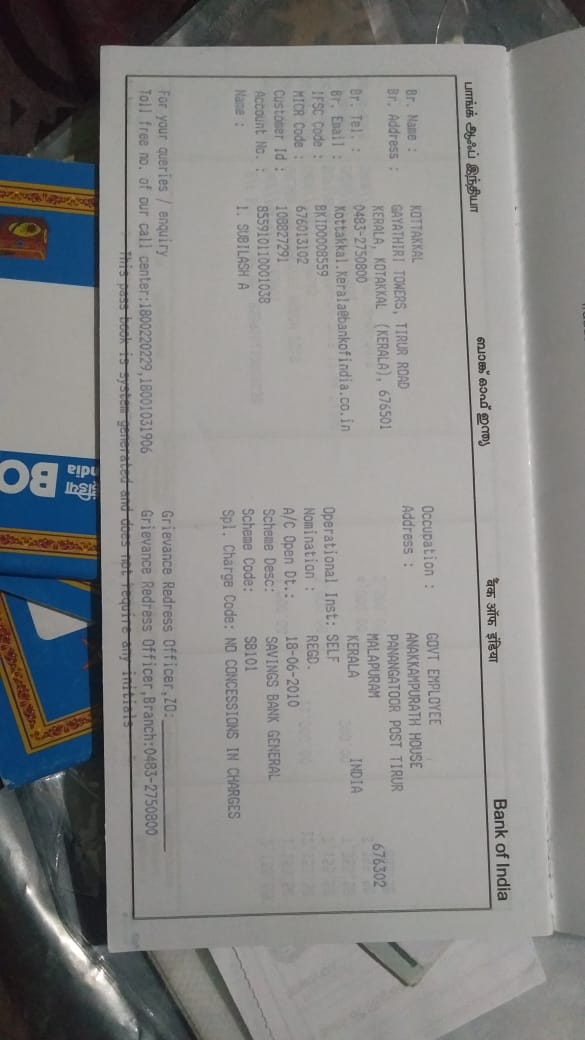 பாங்க் ஆஃப் இந்தியா ബാങ്ക് ഓഫ് ഇന്ത്യ बैंक ऑफ इंडिया Bank of India
Br. Name : KOTTAKKAL Occupation : GOVT EMPLOYEE
Br. Address : GAYATHIRI TOWERS, TIRUR ROAD Address : ANAKKAMPURATH HOUSE
KERALA, KOTAKKAL (KERALA), 676501 PANANGATOOR POST TIRUR
MALAPURAM 676302
Br. Tel. : 0483-2750800 KERALA INDIA
Br. Email : Kottakkal.Kerala@bankofindia.co.in Operational Inst: SELF
IFSC Code : BKID0008559 Nomination : REGD.
MICR Code : 676013102 A/C Open Dt.: 18-06-2010
Customer Id : 108827291 Scheme Desc: SAVINGS BANK GENERAL
Account No. : 855910110001038 Scheme Code: SB101
Name : 1. SUBILASH A Spl. Charge Code: NO CONCESSIONS IN CHARGES
For your queries / enquiry Grievance Redress Officer,ZO:
Toll free no. of our call center:1800220229,18001031906 Grievance Redress Officer,Branch:0483-2750800
This pass book is system generated and does not require any initials
BO